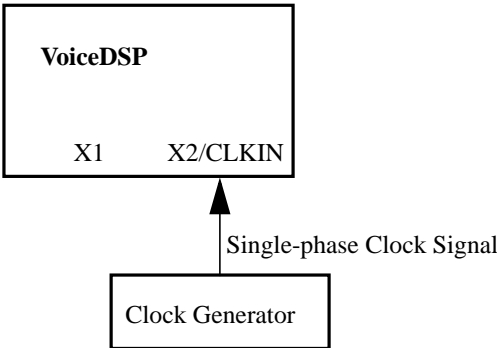 VoiceDSP
X1 X2/CLKIN
Single-phase Clock Signal
Clock Generator